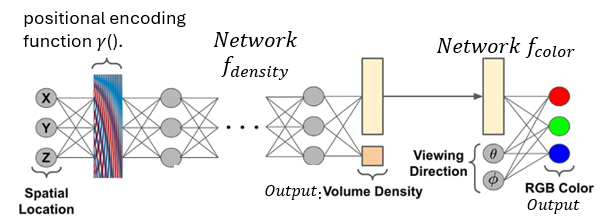 positional encoding
function γ().
Network
f_density
Network f_color
X
Y
Z
· · ·
θ
ϕ
Viewing
Direction
Spatial
Location
Output: Volume Density
RGB Color
Output